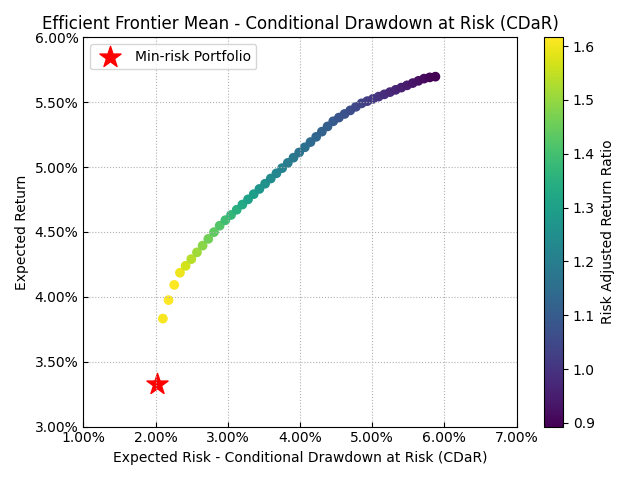 Efficient Frontier Mean - Conditional Drawdown at Risk (CDaR)
Min-risk Portfolio
6.00%
5.50%
5.00%
4.50%
4.00%
3.50%
3.00%
Expected Return
1.00% 2.00% 3.00% 4.00% 5.00% 6.00% 7.00%
Expected Risk - Conditional Drawdown at Risk (CDaR)
1.6
1.5
1.4
1.3
1.2
1.1
1.0
0.9
Risk Adjusted Return Ratio